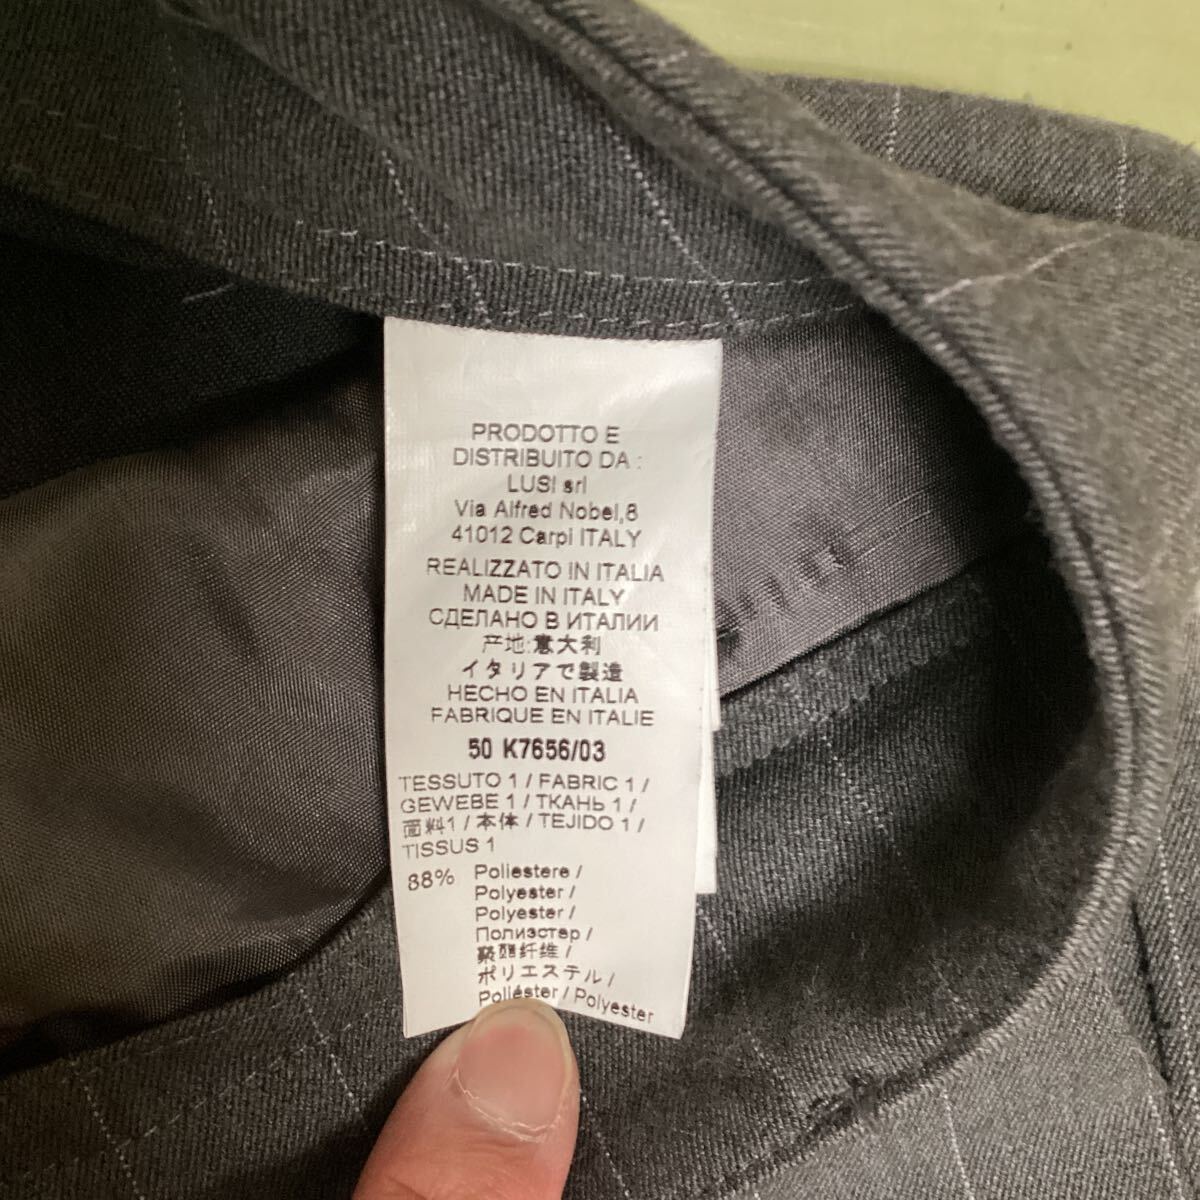 PRODOTTO E
DISTRIBUITO DA :
LUSI srl
Via Alfred Nobel,8
41012 Carpi ITALY
REALIZZATO IN ITALIA
MADE IN ITALY
СДЕЛАНО В ИТАЛИИ
产地:意大利
イタリアで製造
HECHO EN ITALIA
FABRIQUE EN ITALIE
50 K7656/03
TESSUTO 1 / FABRIC 1 /
GEWEBE 1 / ТКАНЬ 1 /
面料1 / 本体 / TEJIDO 1 /
TISSUS 1
88% Poliestere /
Polyester /
Polyester /
Полиэстер /
聚酯纤维 /
ポリエステル /
Poliéster / Polyester